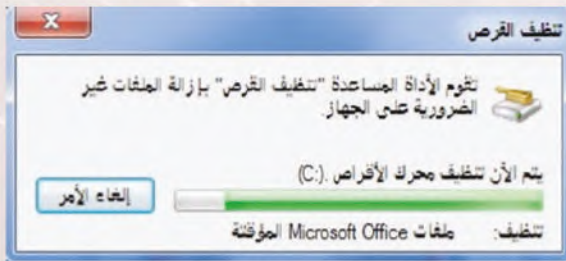 تنظيف القرص
تقوم الأداة المساعدة "تنظيف القرص" بإزالة الملفات غير
الضرورية على الجهاز.
يتم الآن تنظيف محرك الأقراص .(C:)
إلغاء الأمر
تنظيف: ملفات Microsoft Office المؤقتة